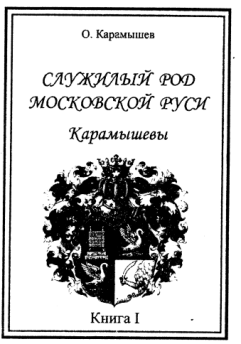 О. Карамышев
СЛУЖИЛЫЙ РОД
МОСКОВСКОЙ РУСИ
Карамышевы
Книга I